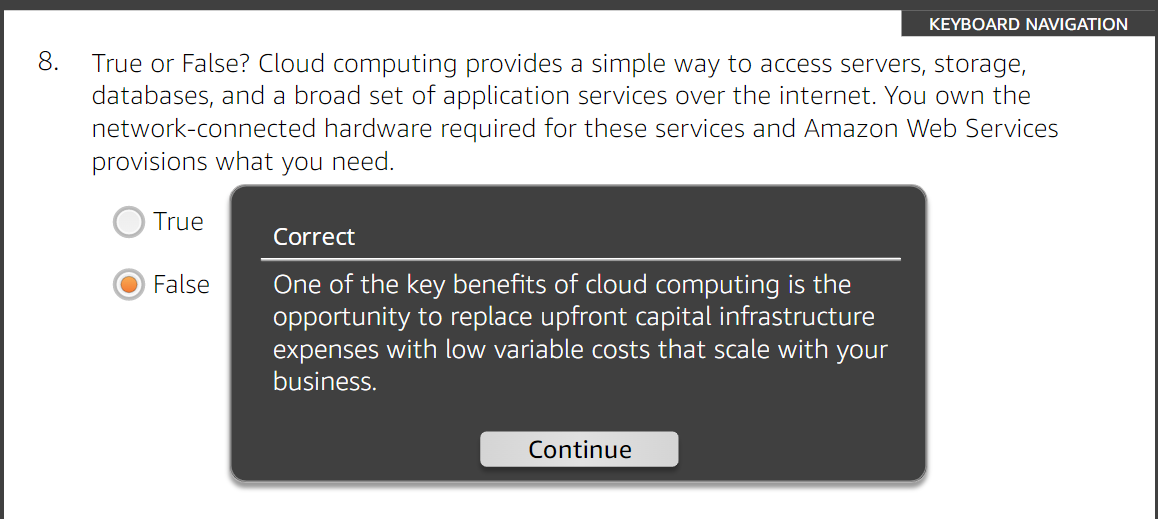 KEYBOARD NAVIGATION
8. True or False? Cloud computing provides a simple way to access servers, storage,
databases, and a broad set of application services over the internet. You own the
network-connected hardware required for these services and Amazon Web Services
provisions what you need.
True
False
Correct
One of the key benefits of cloud computing is the
opportunity to replace upfront capital infrastructure
expenses with low variable costs that scale with your
business.
Continue